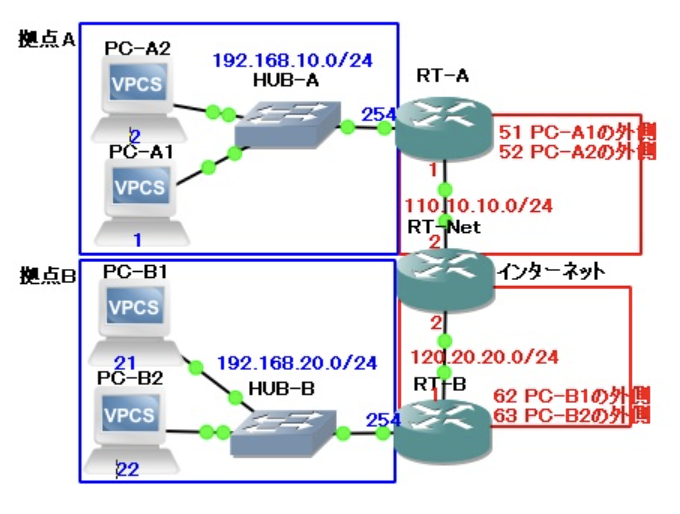 拠点A
PC-A2
VPCS
2
PC-A1
VPCS
1
192.168.10.0/24
HUB-A
254
RT-A
51 PC-A1の外側
52 PC-A2の外側
1
110.10.10.0/24
RT-Net
2
インターネット
拠点B
PC-B1
VPCS
21
PC-B2
VPCS
22
192.168.20.0/24
HUB-B
254
2
120.20.20.0/24
RT-B
1
62 PC-B1の外側
63 PC-B2の外側